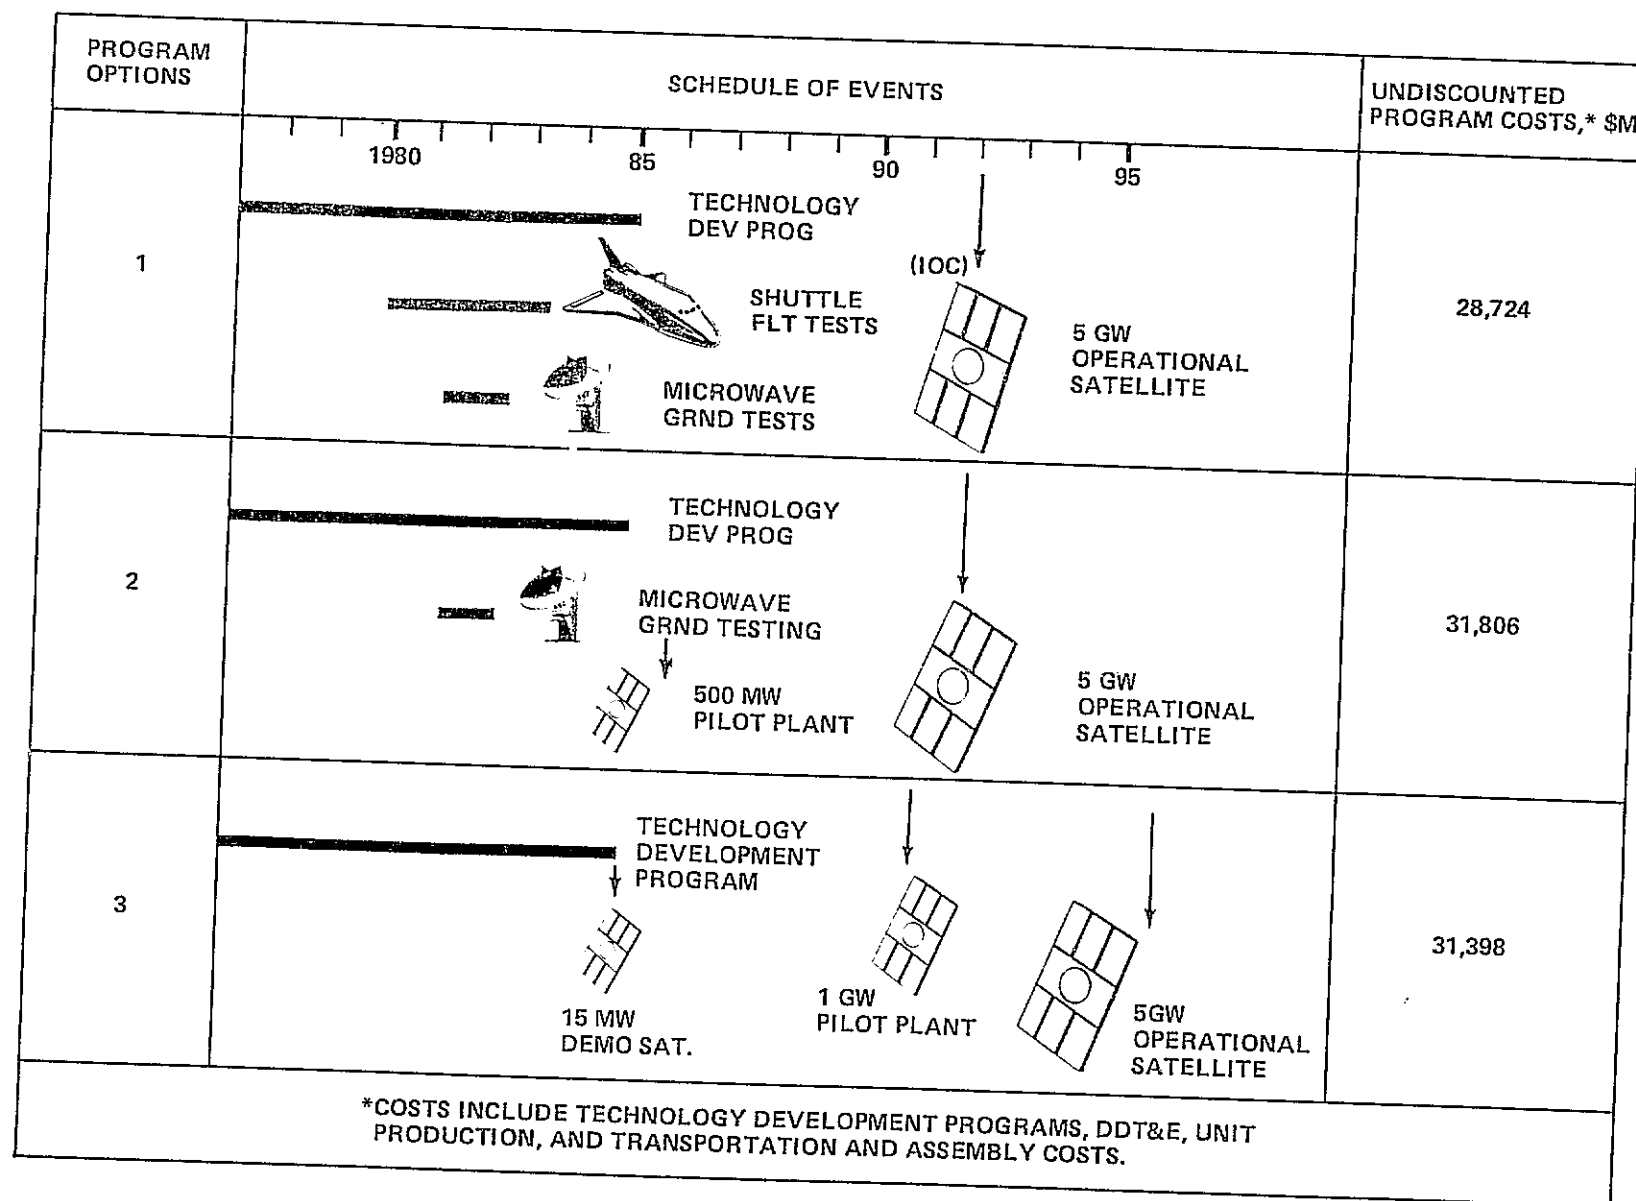 PROGRAM
OPTIONS
SCHEDULE OF EVENTS
UNDISCOUNTED
PROGRAM COSTS,* $M
1980
85
90
95
1
TECHNOLOGY
DEV PROG
SHUTTLE
FLT TESTS
MICROWAVE
GRND TESTS
(IOC)
5 GW
OPERATIONAL
SATELLITE
28,724
2
TECHNOLOGY
DEV PROG
MICROWAVE
GRND TESTING
500 MW
PILOT PLANT
5 GW
OPERATIONAL
SATELLITE
31,806
3
TECHNOLOGY
DEVELOPMENT
PROGRAM
15 MW
DEMO SAT.
1 GW
PILOT PLANT
5GW
OPERATIONAL
SATELLITE
31,398
*COSTS INCLUDE TECHNOLOGY DEVELOPMENT PROGRAMS, DDT&E, UNIT
PRODUCTION, AND TRANSPORTATION AND ASSEMBLY COSTS.